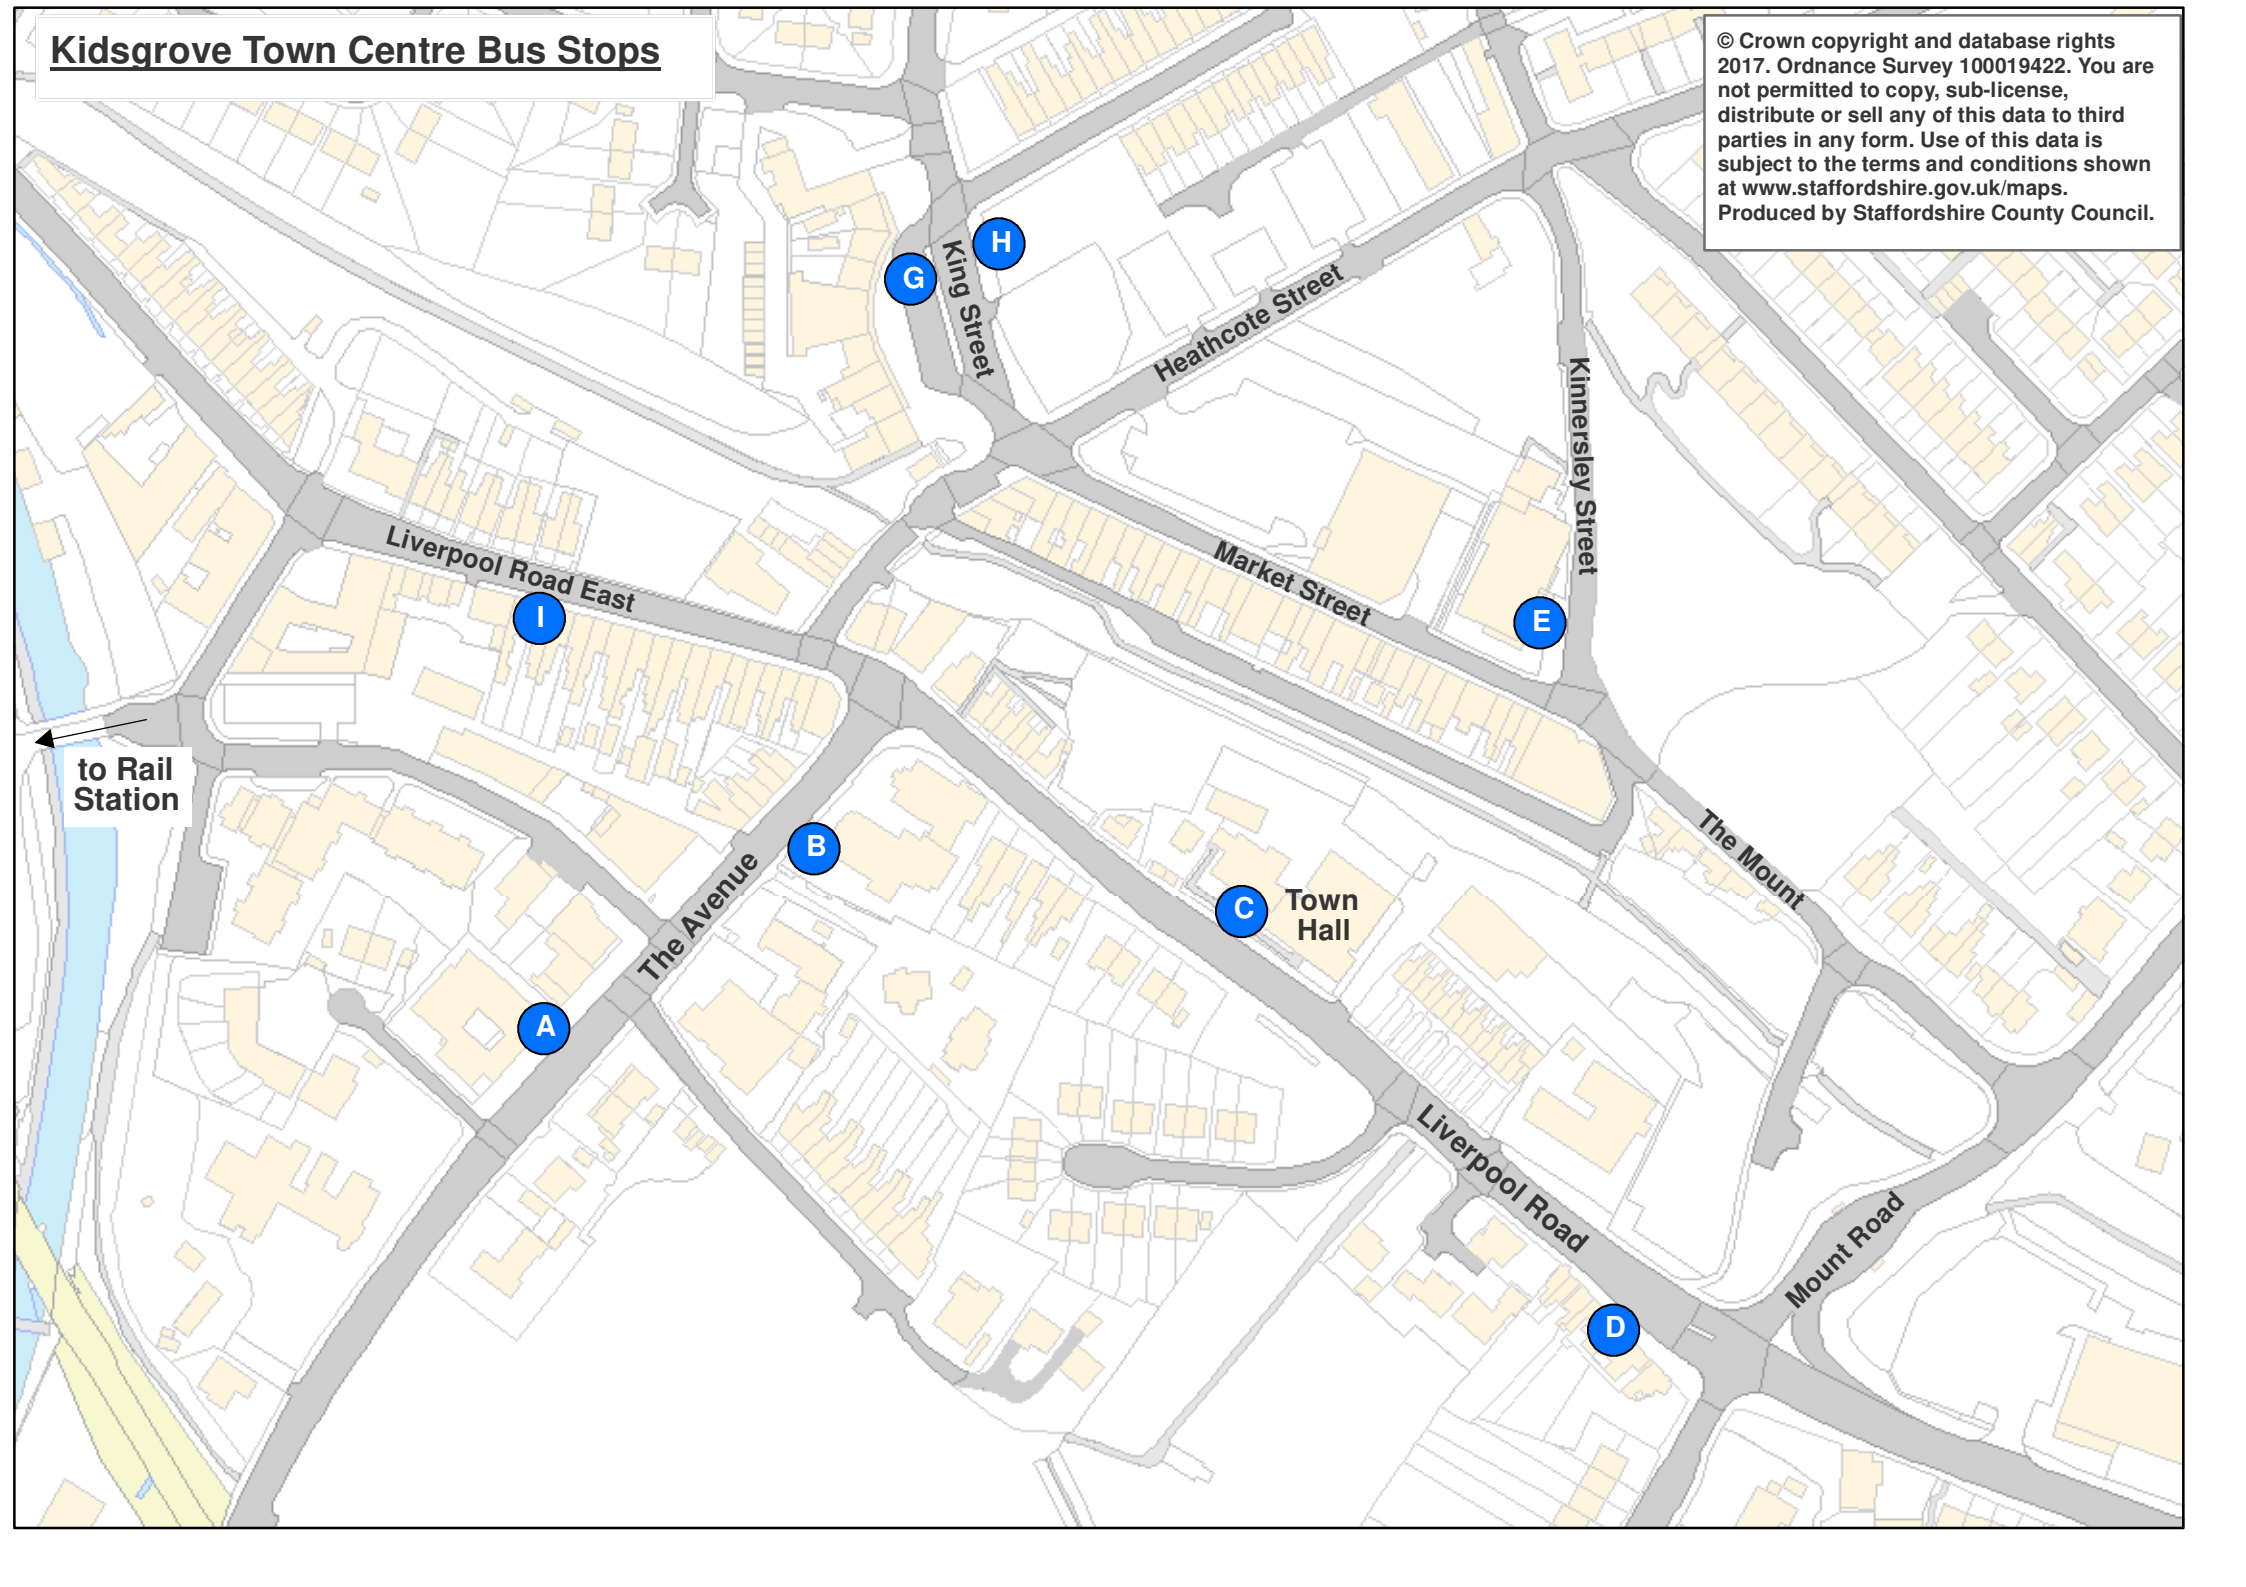 Kidsgrove Town Centre Bus Stops
© Crown copyright and database rights
2017. Ordnance Survey 100019422. You are
not permitted to copy, sub-license,
distribute or sell any of this data to third
parties in any form. Use of this data is
subject to the terms and conditions shown
at www.staffordshire.gov.uk/maps.
Produced by Staffordshire County Council.
H
G
King Street
Heathcote Street
Kinnersley Street
Liverpool Road East
I
Market Street
E
to Rail
Station
B
The Avenue
The Mount
C
Town
Hall
A
Liverpool Road
Mount Road
D